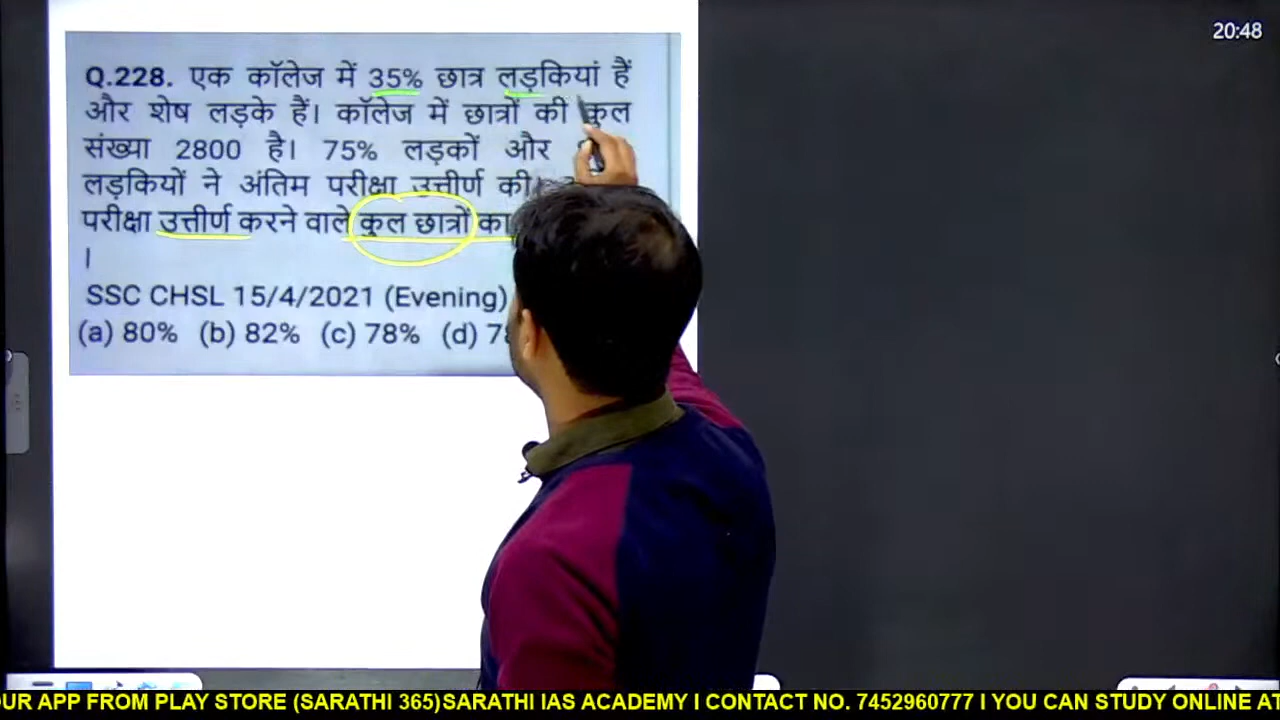 20:48
Q.228. एक कॉलेज में 35% छात्र लड़कियां हैं
और शेष लड़के हैं। कॉलेज में छात्रों की कुल
संख्या 2800 है। 75% लड़कों और
लड़कियों ने अंतिम परीक्षा उत्तीर्ण की।
परीक्षा उत्तीर्ण करने वाले कुल छात्रों का
।
SSC CHSL 15/4/2021 (Evening)
(a) 80% (b) 82% (c) 78% (d)
OUR APP FROM PLAY STORE (SARATHI 365)SARATHI IAS ACADEMY I CONTACT NO. 7452960777 I YOU CAN STUDY ONLINE AT